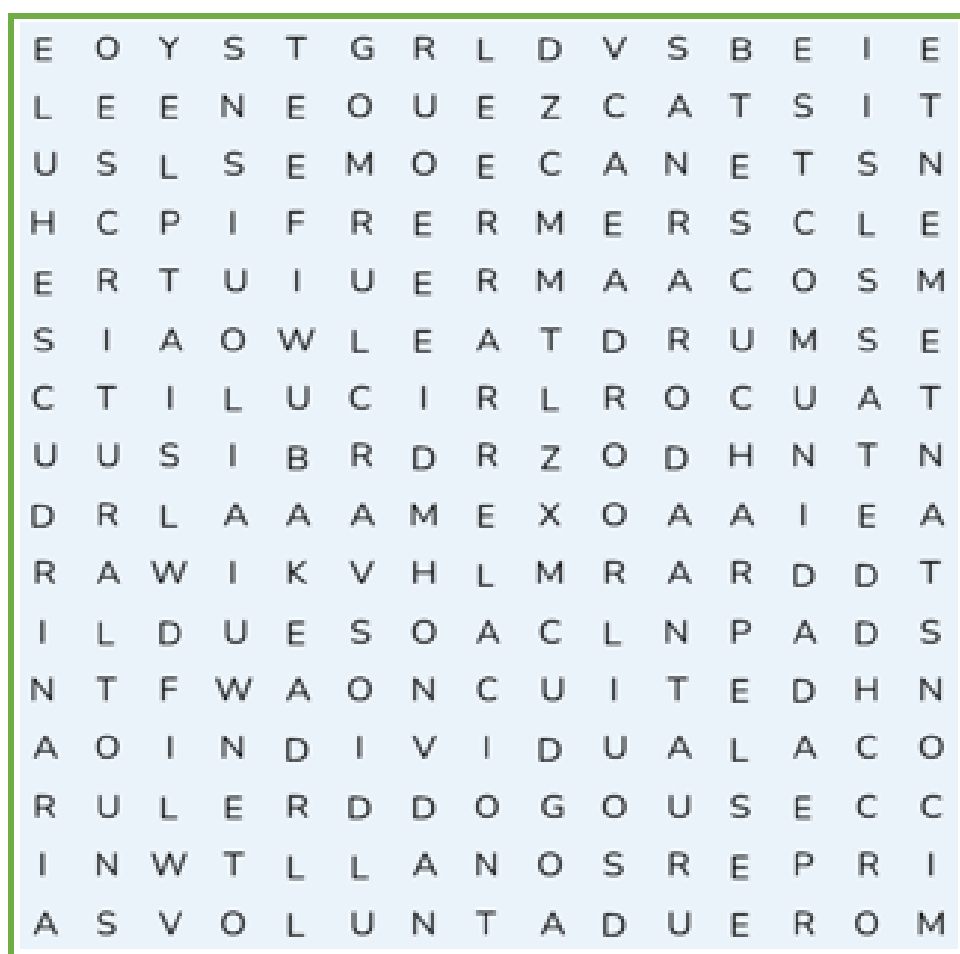 E O Y S T G R L D V S B E I E
L E E N E O U E Z C A T S I T
U S L S E M O E C A N E T S N
H C P I F R E R M E R S C L E
E R T U I U E R M A A C O S M
S I A O W L E A T D R U M S E
C T I L U C I R L R O C U A T
U U S I B R D R Z O D H N T N
D R L A A A M E X O A A I E A
R A W I K V H L M R A R D D T
I L D U E S O A C L N P A D S
N T F W A O N C U I T E D H N
A O I N D I V I D U A L A C O
R U L E R D D O G O U S E C C
I N W T L L A N O S R E P R I
A S V O L U N T A D U E R O M